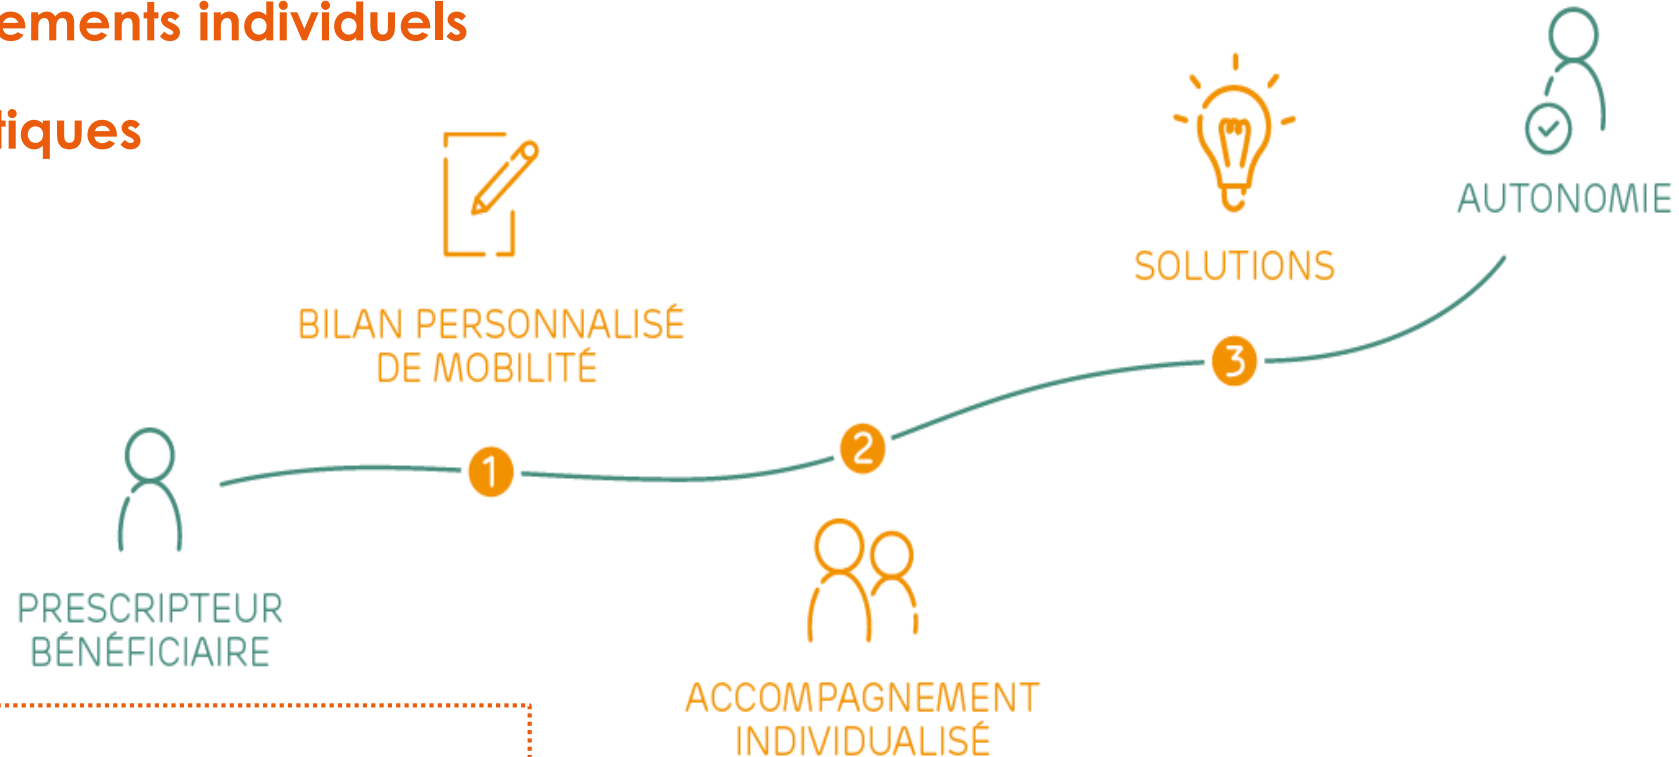 ements individuels
tiques
AUTONOMIE
SOLUTIONS
BILAN PERSONNALISÉ
DE MOBILITÉ
3
2
1
PRESCRIPTEUR
BÉNÉFICIAIRE
ACCOMPAGNEMENT
INDIVIDUALISÉ